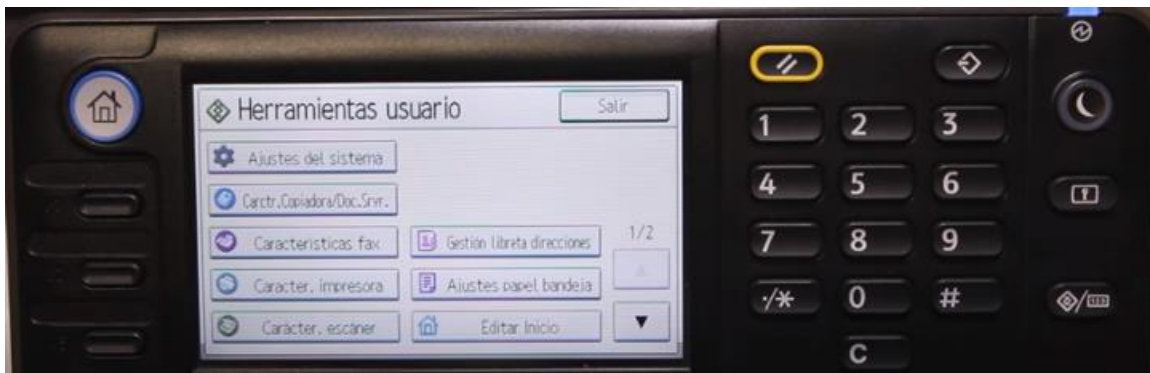 Herramientas usuario
Salir
Ajustes del sistema
Carctr.Copiadora/Doc.Srvr.
Características fax
Gestión libreta direcciones
1/2
Caracter. impresora
Ajustes papel bandeja
Carácter. escáner
Editar Inicio
1 2 3
4 5 6
7 8 9
·/* 0 #
C